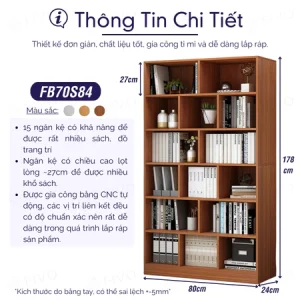 Thông Tin Chi Tiết
Thiết kế đơn giản, chất liệu tốt, gia công tỉ mỉ và dễ dàng lắp ráp.
27cm
FB70S84
Màu sắc:
• 15 ngăn kệ có khả năng để
được rất nhiều sách, đồ
trang trí
• Ngăn kệ có chiều cao lọt
lòng ~27cm để được nhiều
khổ sách.
• Được gia công bằng CNC tự
động, các vị trí liên kết đều
có độ chuẩn xác nên rất dễ
dàng trong quá trình lắp ráp
sản phẩm.
178
cm
80cm
24cm
*Kích thước đo bằng tay, có thể sai lệch +-5mm*